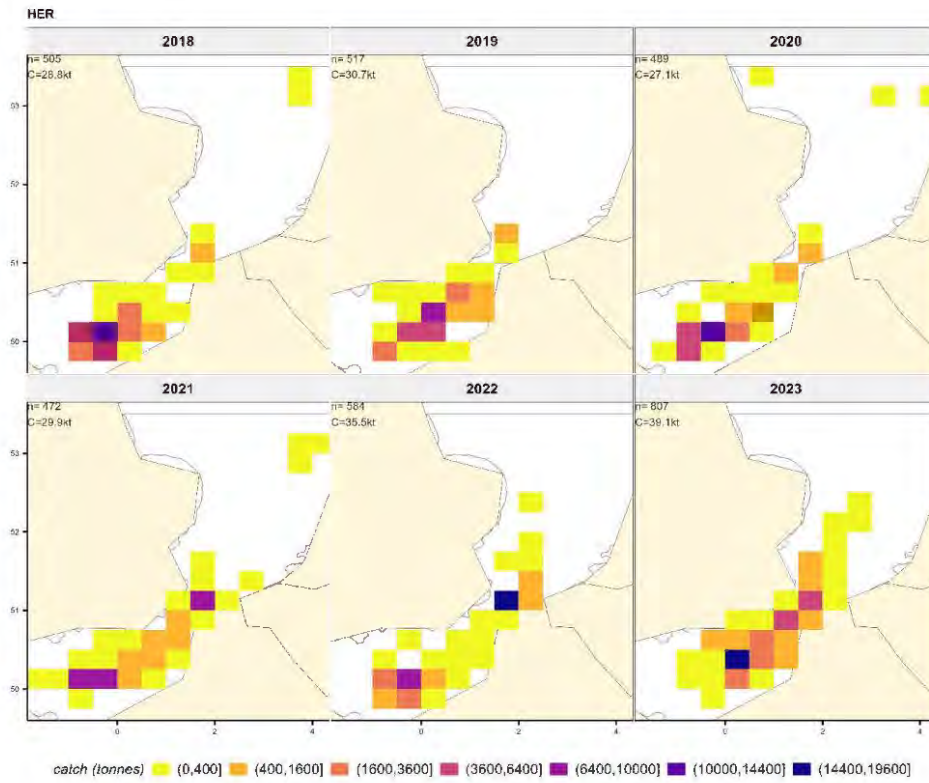 HER
2018 2019 2020
n= 505 n= 517 n= 489
C=28.8kt C=30.7kt C=27.1kt
53
52
51
50
2021 2022 2023
n= 472 n= 584 n= 807
C=29.9kt C=35.5kt C=39.1kt
53
52
51
50
0 2 4 0 2 4 0 2 4
catch (tonnes) (0,400] (400,1600] (1600,3600] (3600,6400] (6400,10000] (10000,14400] (14400,19600]